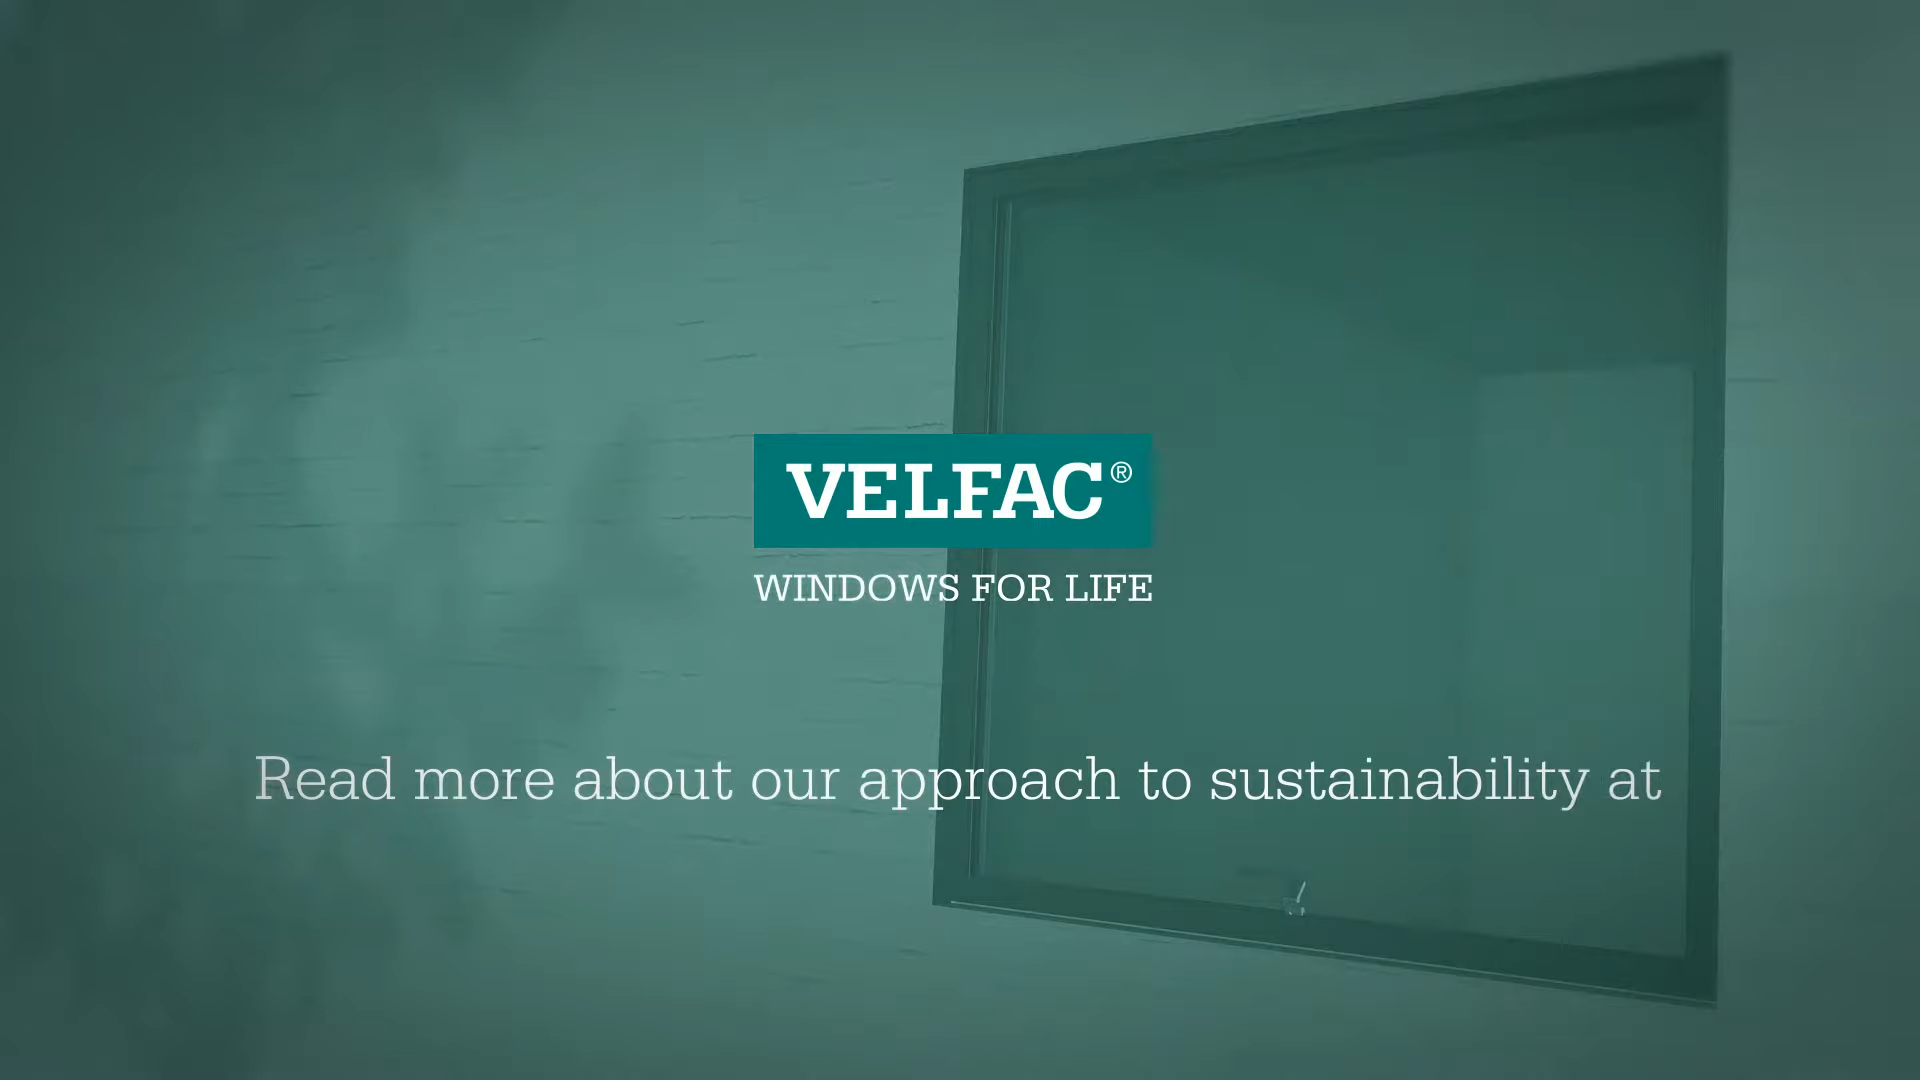 VELFAC®
WINDOWS FOR LIFE
Read more about our approach to sustainability at